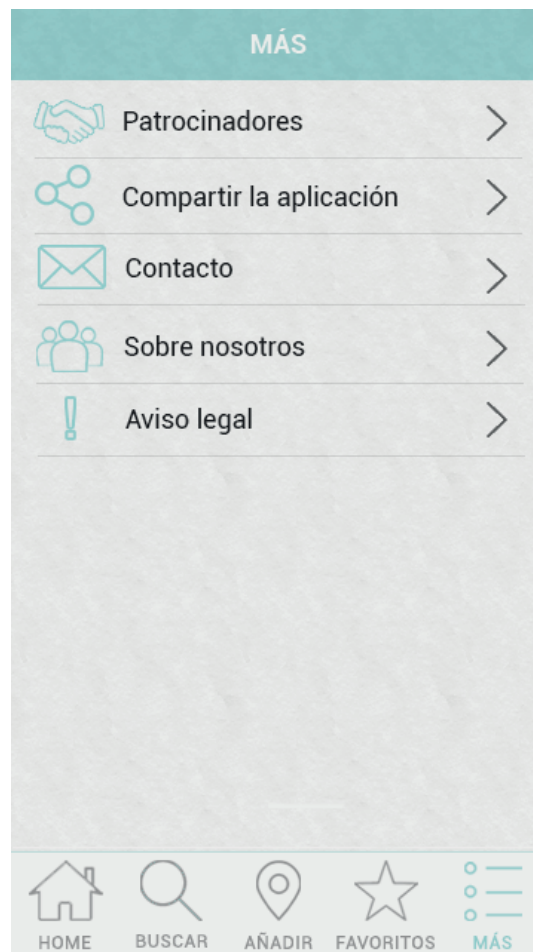 MÁS
Patrocinadores
Compartir la aplicación
Contacto
Sobre nosotros
Aviso legal
HOME BUSCAR AÑADIR FAVORITOS MÁS